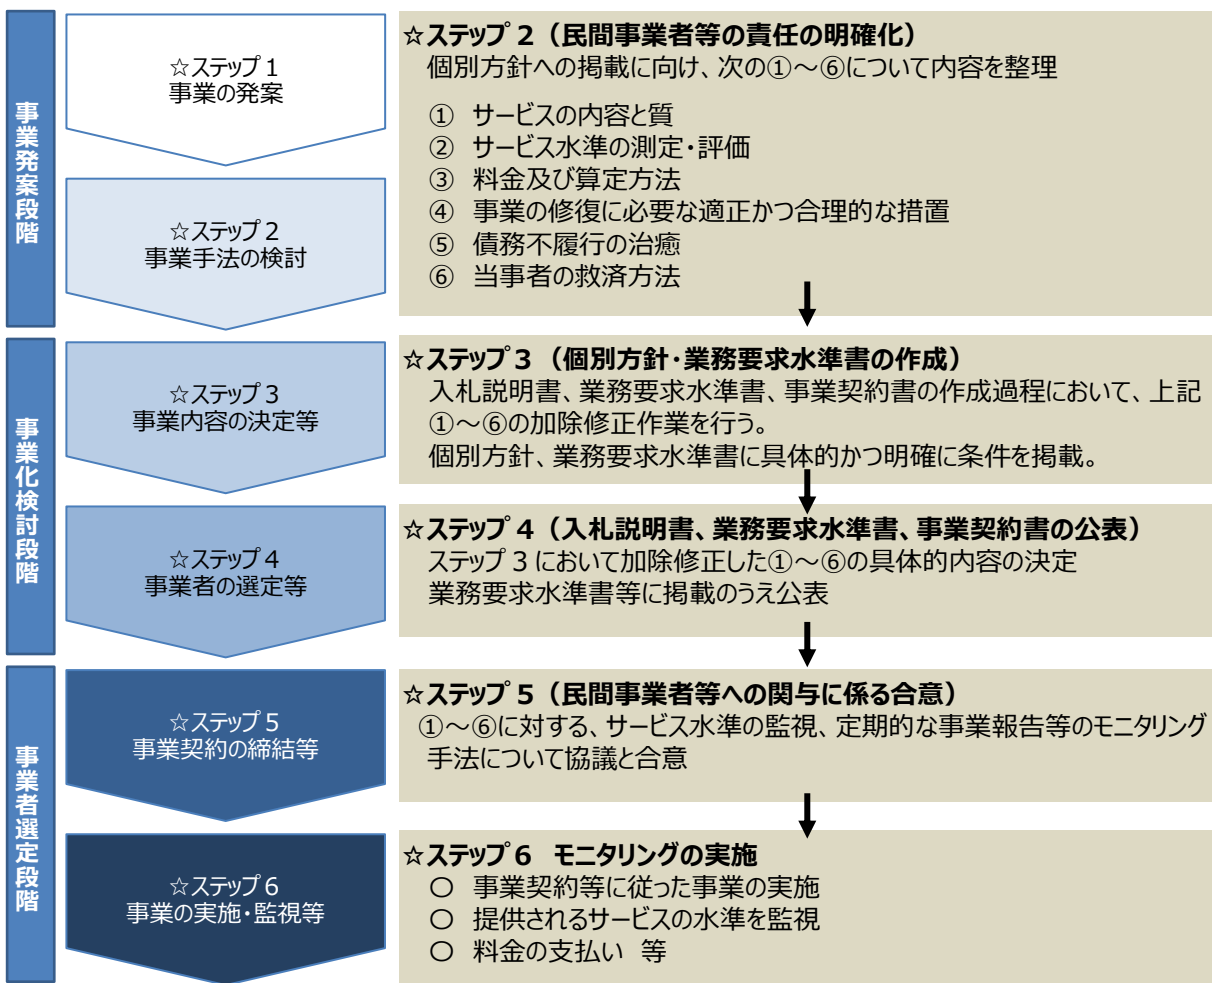 事業発案段階
☆ステップ１
事業の発案
☆ステップ２
事業手法の検討
☆ステップ２（民間事業者等の責任の明確化）
個別方針への掲載に向け、次の①～⑥について内容を整理
① サービスの内容と質
② サービス水準の測定・評価
③ 料金及び算定方法
④ 事業の修復に必要な適正かつ合理的な措置
⑤ 債務不履行の治癒
⑥ 当事者の救済方法
事業化検討段階
☆ステップ３
事業内容の決定等
☆ステップ３（個別方針・業務要求水準書の作成）
入札説明書、業務要求水準書、事業契約書の作成過程において、上記
①～⑥の加除修正作業を行う。
個別方針、業務要求水準書に具体的かつ明確に条件を掲載。
☆ステップ４
事業者の選定等
☆ステップ４（入札説明書、業務要求水準書、事業契約書の公表）
ステップ３において加除修正した①～⑥の具体的内容の決定
業務要求水準書等に掲載のうえ公表
事業者選定段階
☆ステップ５
事業契約の締結等
☆ステップ５（民間事業者等への関与に係る合意）
①～⑥に対する、サービス水準の監視、定期的な事業報告等のモニタリング
手法について協議と合意
☆ステップ６
事業の実施・監視等
☆ステップ６　モニタリングの実施
○ 事業契約等に従った事業の実施
○ 提供されるサービスの水準を監視
○ 料金の支払い　等